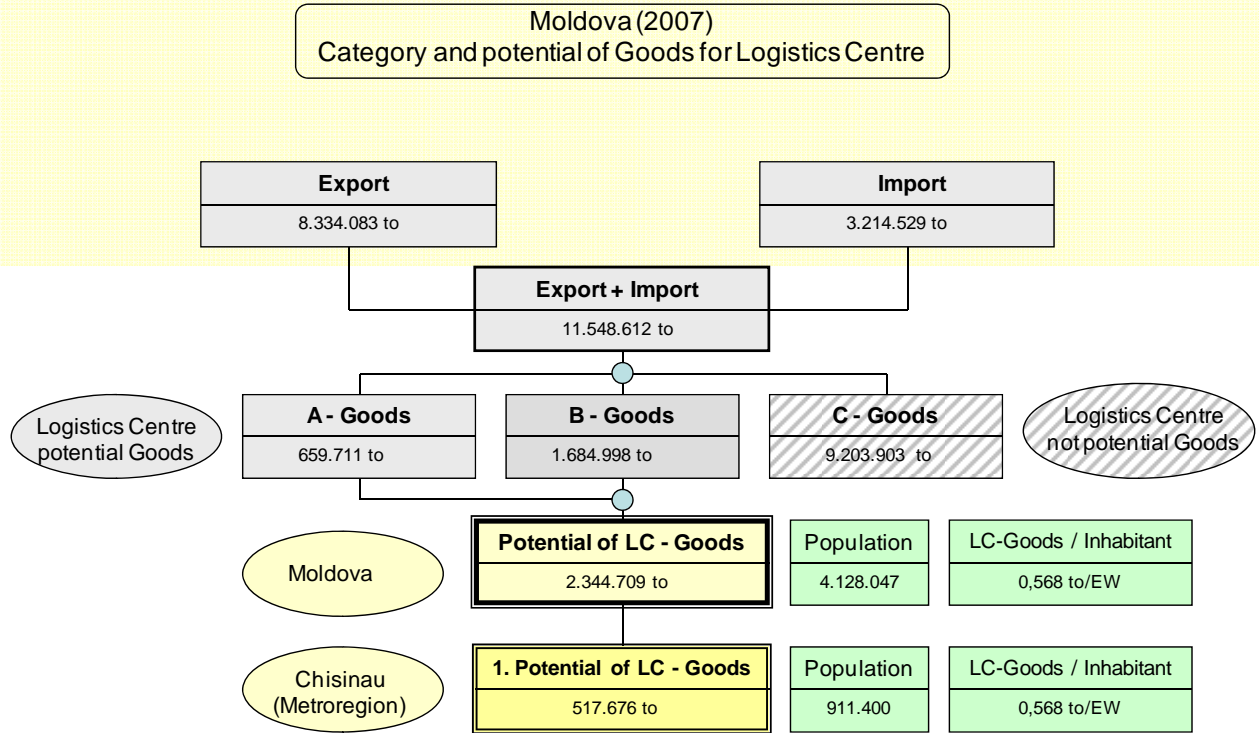 Moldova (2007)
Category and potential of Goods for Logistics Centre
Export
8.334.083 to
Import
3.214.529 to
Export + Import
11.548.612 to
Logistics Centre
potential Goods
A - Goods
659.711 to
B - Goods
1.684.998 to
C - Goods
9.203.903 to
Logistics Centre
not potential Goods
Moldova
Potential of LC - Goods
2.344.709 to
Population
4.128.047
LC-Goods / Inhabitant
0,568 to/EW
Chisinau
(Metroregion)
1. Potential of LC - Goods
517.676 to
Population
911.400
LC-Goods / Inhabitant
0,568 to/EW